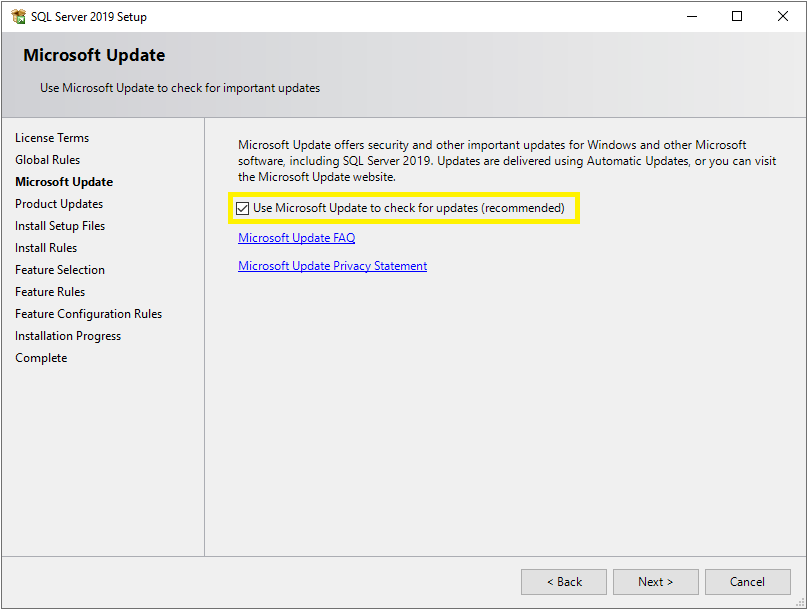 SQL Server 2019 Setup
Microsoft Update
Use Microsoft Update to check for important updates
License Terms
Global Rules
Microsoft Update
Product Updates
Install Setup Files
Install Rules
Feature Selection
Feature Rules
Feature Configuration Rules
Installation Progress
Complete
Microsoft Update offers security and other important updates for Windows and other Microsoft
software, including SQL Server 2019. Updates are delivered using Automatic Updates, or you can visit
the Microsoft Update website.
Use Microsoft Update to check for updates (recommended)
Microsoft Update FAQ
Microsoft Update Privacy Statement
< Back
Next >
Cancel